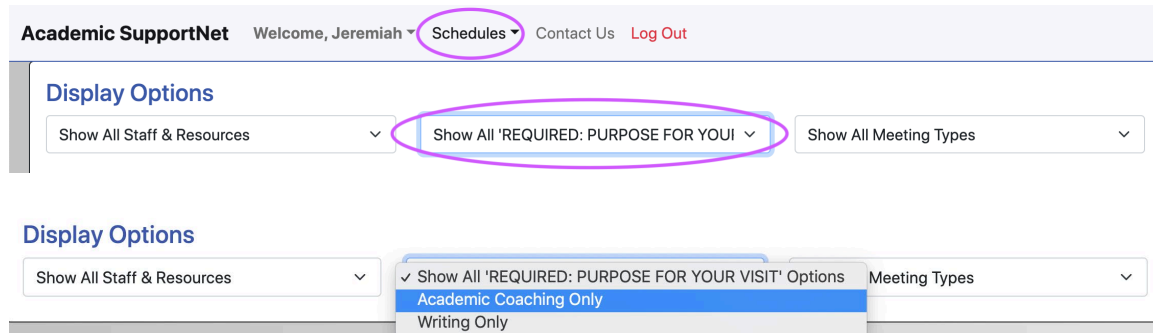 Academic SupportNet Welcome, Jeremiah Schedules Contact Us Log Out
Display Options
Show All Staff & Resources Show All 'REQUIRED: PURPOSE FOR YOUR Show All Meeting Types
Display Options
Show All Staff & Resources ✓ Show All 'REQUIRED: PURPOSE FOR YOUR VISIT' Options Meeting Types
Academic Coaching Only
Writing Only